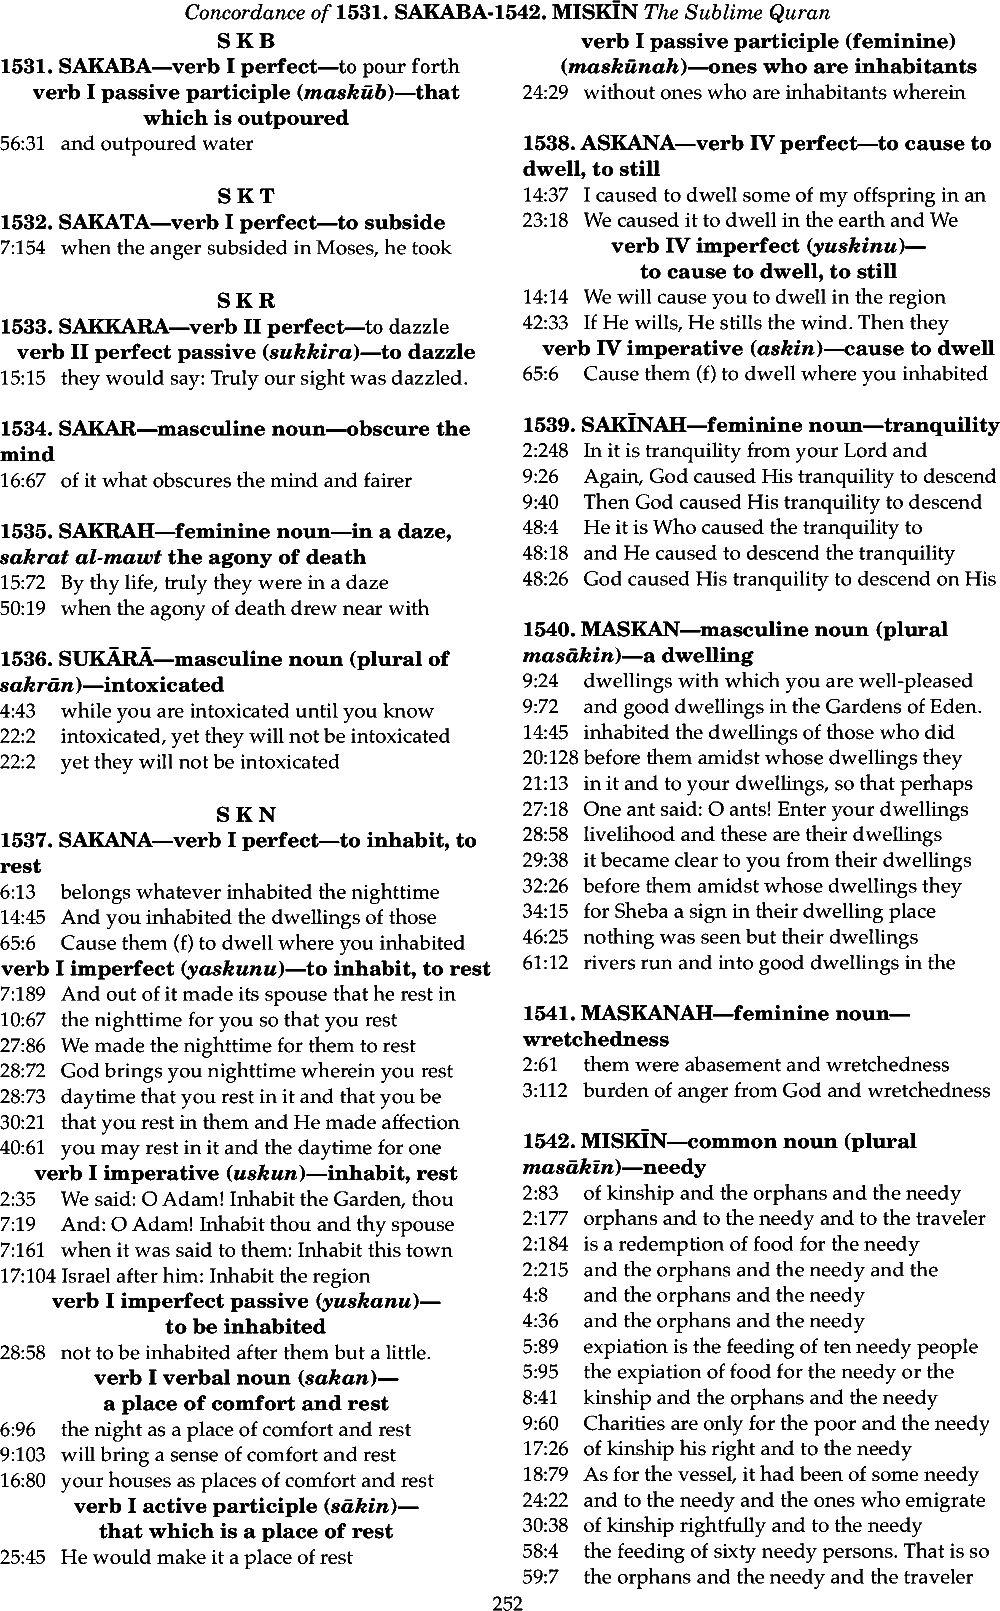 Concordance of 1531. SAKABA-1542. MISKĪN The Sublime Quran
S K B
1531. SAKABA—verb I perfect—to pour forth
verb I passive participle (maskūb)—that
which is outpoured
56:31 and outpoured water
S K T
1532. SAKATA—verb I perfect—to subside
7:154 when the anger subsided in Moses, he took
S K R
1533. SAKKARA—verb II perfect—to dazzle
verb II perfect passive (sukkira)—to dazzle
15:15 they would say: Truly our sight was dazzled.
1534. SAKAR—masculine noun—obscure the
mind
16:67 of it what obscures the mind and fairer
1535. SAKRAH—feminine noun—in a daze,
sakrat al-mawt the agony of death
15:72 By thy life, truly they were in a daze
50:19 when the agony of death drew near with
1536. SUKĀRĀ—masculine noun (plural of
sakrān)—intoxicated
4:43 while you are intoxicated until you know
22:2 intoxicated, yet they will not be intoxicated
22:2 yet they will not be intoxicated
S K N
1537. SAKANA—verb I perfect—to inhabit, to
rest
6:13 belongs whatever inhabited the nighttime
14:45 And you inhabited the dwellings of those
65:6 Cause them (f) to dwell where you inhabited
verb I imperfect (yaskunu)—to inhabit, to rest
7:189 And out of it made its spouse that he rest in
10:67 the nighttime for you so that you rest
27:86 We made the nighttime for them to rest
28:72 God brings you nighttime wherein you rest
28:73 daytime that you rest in it and that you be
30:21 that you rest in them and He made affection
40:61 you may rest in it and the daytime for one
verb I imperative (uskun)—inhabit, rest
2:35 We said: O Adam! Inhabit the Garden, thou
7:19 And: O Adam! Inhabit thou and thy spouse
7:161 when it was said to them: Inhabit this town
17:104 Israel after him: Inhabit the region
verb I imperfect passive (yuskanu)—
to be inhabited
28:58 not to be inhabited after them but a little.
verb I verbal noun (sakan)—
a place of comfort and rest
6:96 the night as a place of comfort and rest
9:103 will bring a sense of comfort and rest
16:80 your houses as places of comfort and rest
verb I active participle (sākin)—
that which is a place of rest
25:45 He would make it a place of rest
verb I passive participle (feminine)
(maskūnah)—ones who are inhabitants
24:29 without ones who are inhabitants wherein
1538. ASKANA—verb IV perfect—to cause to
dwell, to still
14:37 I caused to dwell some of my offspring in an
23:18 We caused it to dwell in the earth and We
verb IV imperfect (yuskinu)—
to cause to dwell, to still
14:14 We will cause you to dwell in the region
42:33 If He wills, He stills the wind. Then they
verb IV imperative (askin)—cause to dwell
65:6 Cause them (f) to dwell where you inhabited
1539. SAKĪNAH—feminine noun—tranquility
2:248 In it is tranquility from your Lord and
9:26 Again, God caused His tranquility to descend
9:40 Then God caused His tranquility to descend
48:4 He it is Who caused the tranquility to
48:18 and He caused to descend the tranquility
48:26 God caused His tranquility to descend on His
1540. MASKAN—masculine noun (plural
masākin)—a dwelling
9:24 dwellings with which you are well-pleased
9:72 and good dwellings in the Gardens of Eden.
14:45 inhabited the dwellings of those who did
20:128 before them amidst whose dwellings they
21:13 in it and to your dwellings, so that perhaps
27:18 One ant said: O ants! Enter your dwellings
28:58 livelihood and these are their dwellings
29:38 it became clear to you from their dwellings
32:26 before them amidst whose dwellings they
34:15 for Sheba a sign in their dwelling place
46:25 nothing was seen but their dwellings
61:12 rivers run and into good dwellings in the
1541. MASKANAH—feminine noun—
wretchedness
2:61 them were abasement and wretchedness
3:112 burden of anger from God and wretchedness
1542. MISKĪN—common noun (plural
masākīn)—needy
2:83 of kinship and the orphans and the needy
2:177 orphans and to the needy and to the traveler
2:184 is a redemption of food for the needy
2:215 and the orphans and the needy and the
4:8 and the orphans and the needy
4:36 and the orphans and the needy
5:89 expiation is the feeding of ten needy people
5:95 the expiation of food for the needy or the
8:41 kinship and the orphans and the needy
9:60 Charities are only for the poor and the needy
17:26 of kinship his right and to the needy
18:79 As for the vessel, it had been of some needy
24:22 and to the needy and the ones who emigrate
30:38 of kinship rightfully and to the needy
58:4 the feeding of sixty needy persons. That is so
59:7 the orphans and the needy and the traveler
252